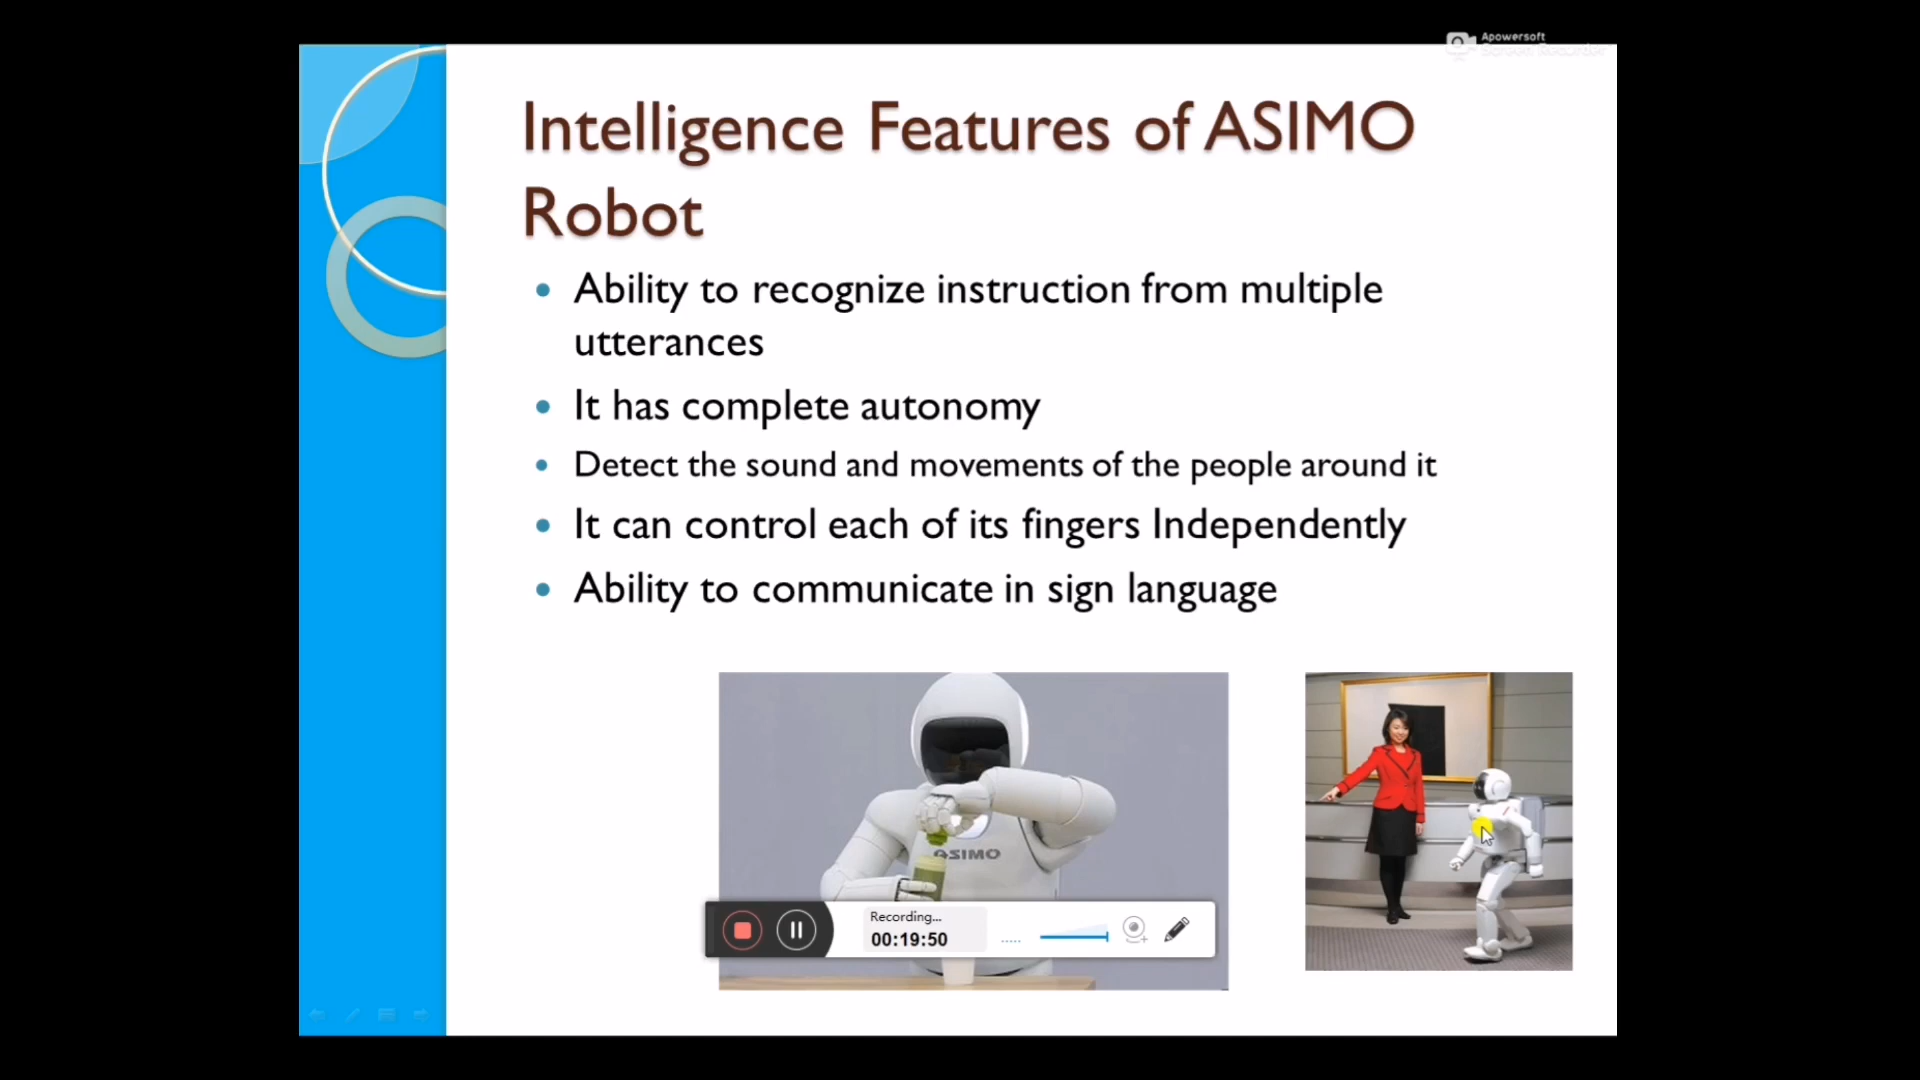 Apowersoft
Screen Recorder
Intelligence Features of ASIMO
Robot
Ability to recognize instruction from multiple
utterances
It has complete autonomy
Detect the sound and movements of the people around it
It can control each of its fingers Independently
Ability to communicate in sign language
ASIMO
Recording...
00:19:50